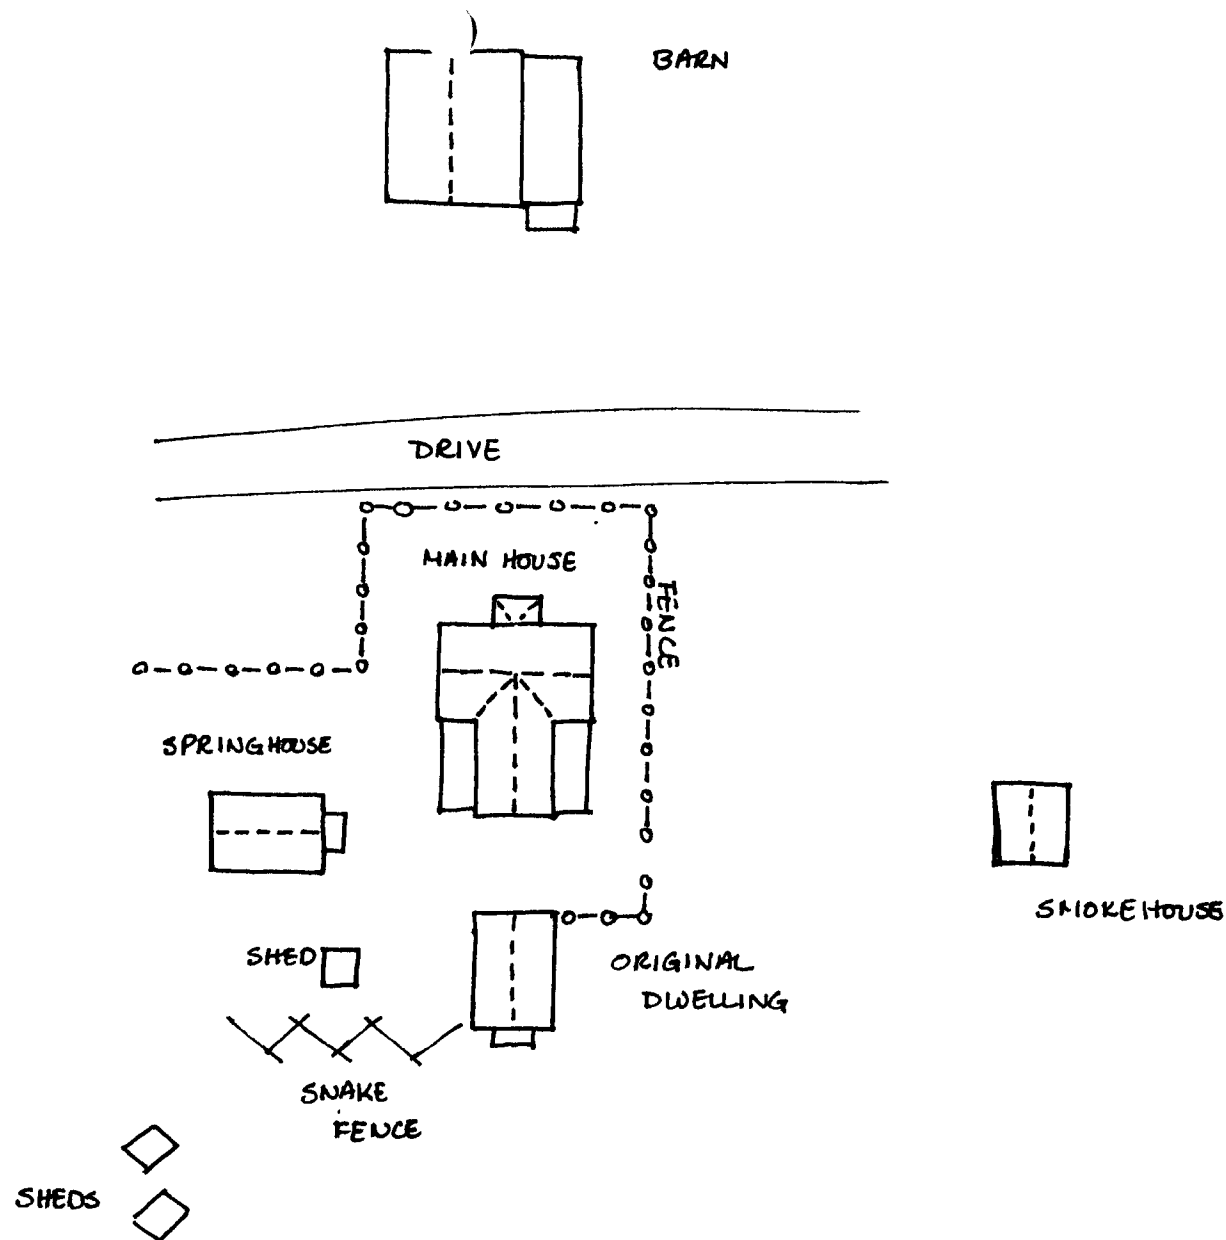 BARN
DRIVE
MAIN HOUSE
FENCE
SPRINGHOUSE
SMOKEHOUSE
SHED
ORIGINAL
DWELLING
SNAKE
FENCE
SHEDS